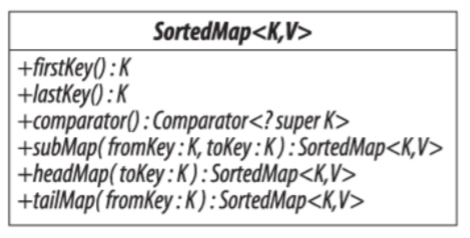 SortedMap<K,V>
+firstKey() : K
+lastKey() : K
+comparator() : Comparator<? super K>
+subMap( fromKey : K, toKey : K ) : SortedMap<K,V>
+headMap( toKey : K ) : SortedMap<K,V>
+tailMap( fromKey : K ) : SortedMap<K,V>